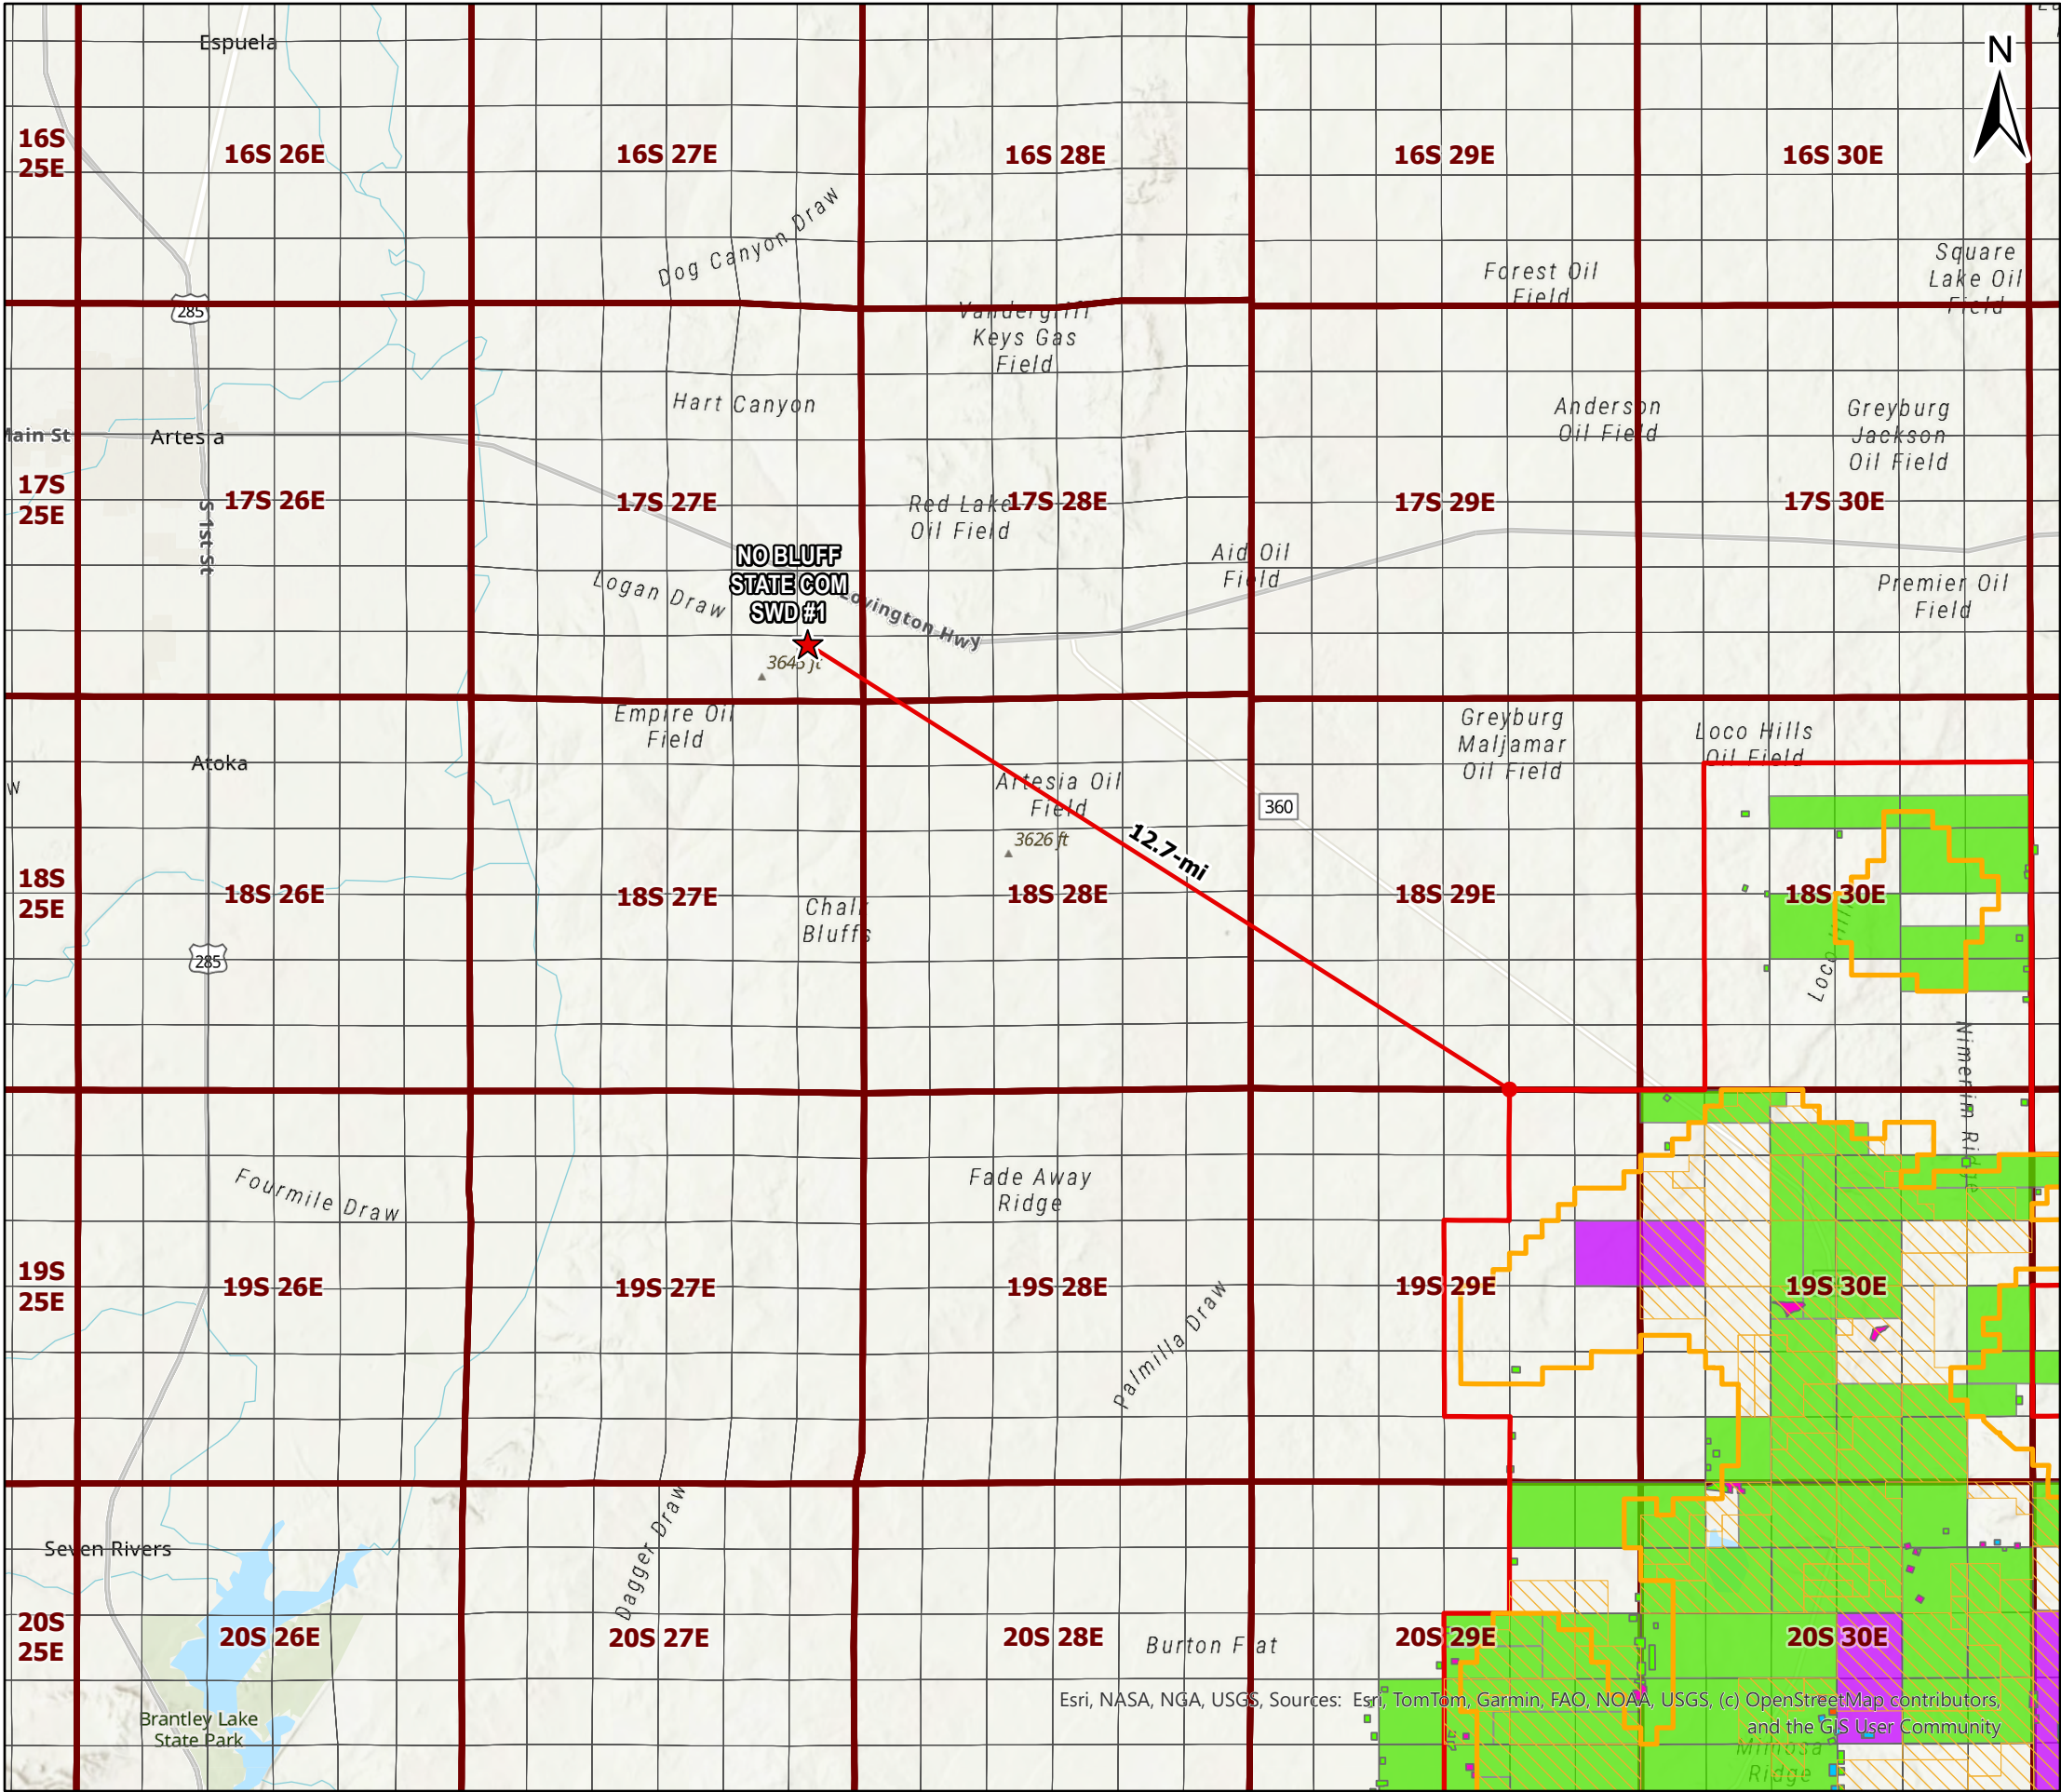 Espuela
N
16S
25E
16S 26E
16S 27E
16S 28E
16S 29E
16S 30E
Dog Canyon Draw
Forest Oil
Field
Square
Lake Oil
Field
285
Vandergriff
Keys Gas
Field
Hart Canyon
Anderson
Oil Field
Greyburg
Jackson
Oil Field
Main St
Artesia
17S
25E
17S 26E
17S 27E
17S 28E
17S 29E
17S 30E
S 1st St
Red Lake
Oil Field
Aid Oil
Field
NO BLUFF
STATE COM
SWD #1
Logan Draw
Lovington Hwy
Premier Oil
Field
3643 ft
Empire Oil
Field
Greyburg
Maljamar
Oil Field
Loco Hills
Oil Field
Atoka
W
Artesia Oil
Field
360
3626 ft
12.7-mi
18S
25E
18S 26E
18S 27E
18S 28E
18S 29E
18S 30E
Chalk
Bluffs
Loco Hills
285
Nimenim Ridge
Fourmile Draw
Fade Away
Ridge
19S
25E
19S 26E
19S 27E
19S 28E
19S 29E
19S 30E
Palmilla Draw
Dagger Draw
Seven Rivers
20S
25E
20S 26E
20S 27E
20S 28E
20S 29E
20S 30E
Burton Flat
Brantley Lake
State Park
Mimosa
Ridge
Esri, NASA, NGA, USGS, Sources: Esri, TomTom, Garmin, FAO, NOAA, USGS, (c) OpenStreetMap contributors,
and the GIS User Community